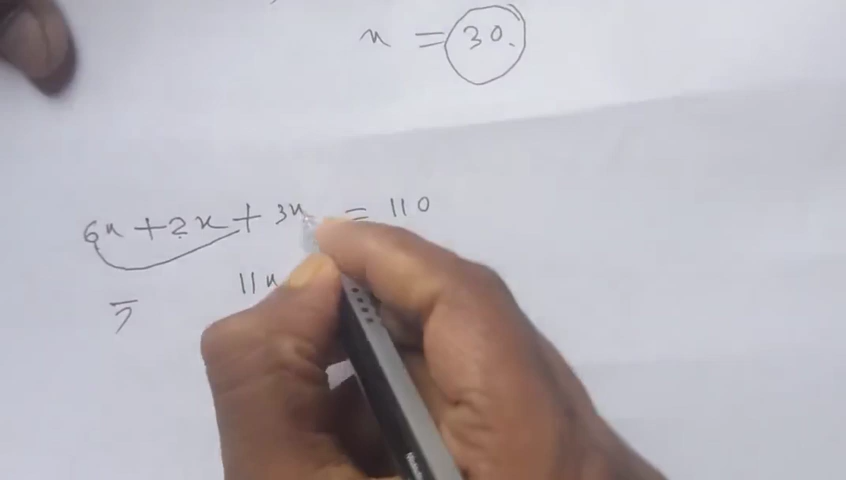 x = 30.
6x + 2x + 3x = 110
11x